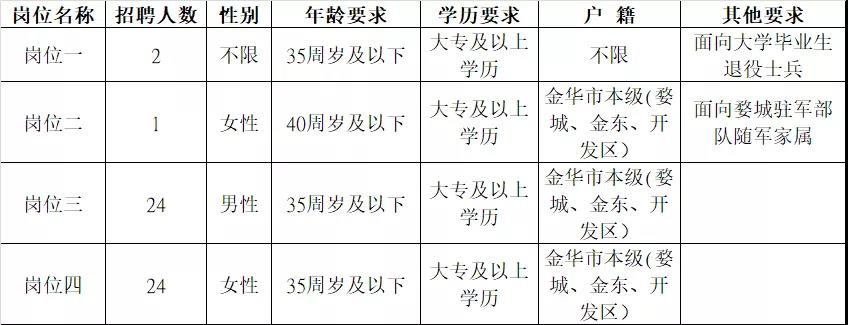 岗位名称 招聘人数 性别 年龄要求 学历要求 户 籍 其他要求
岗位一 2 不限 35周岁及以下 大专及以上 不限 面向大学毕业生
学历 退役士兵
岗位二 1 女性 40周岁及以下 大专及以上 金华市本级(婺 面向婺城驻军部
学历 城、金东、开 队随军家属
发区）
岗位三 24 男性 35周岁及以下 大专及以上 金华市本级(婺
学历 城、金东、开
发区）
岗位四 24 女性 35周岁及以下 大专及以上 金华市本级(婺
学历 城、金东、开
发区）